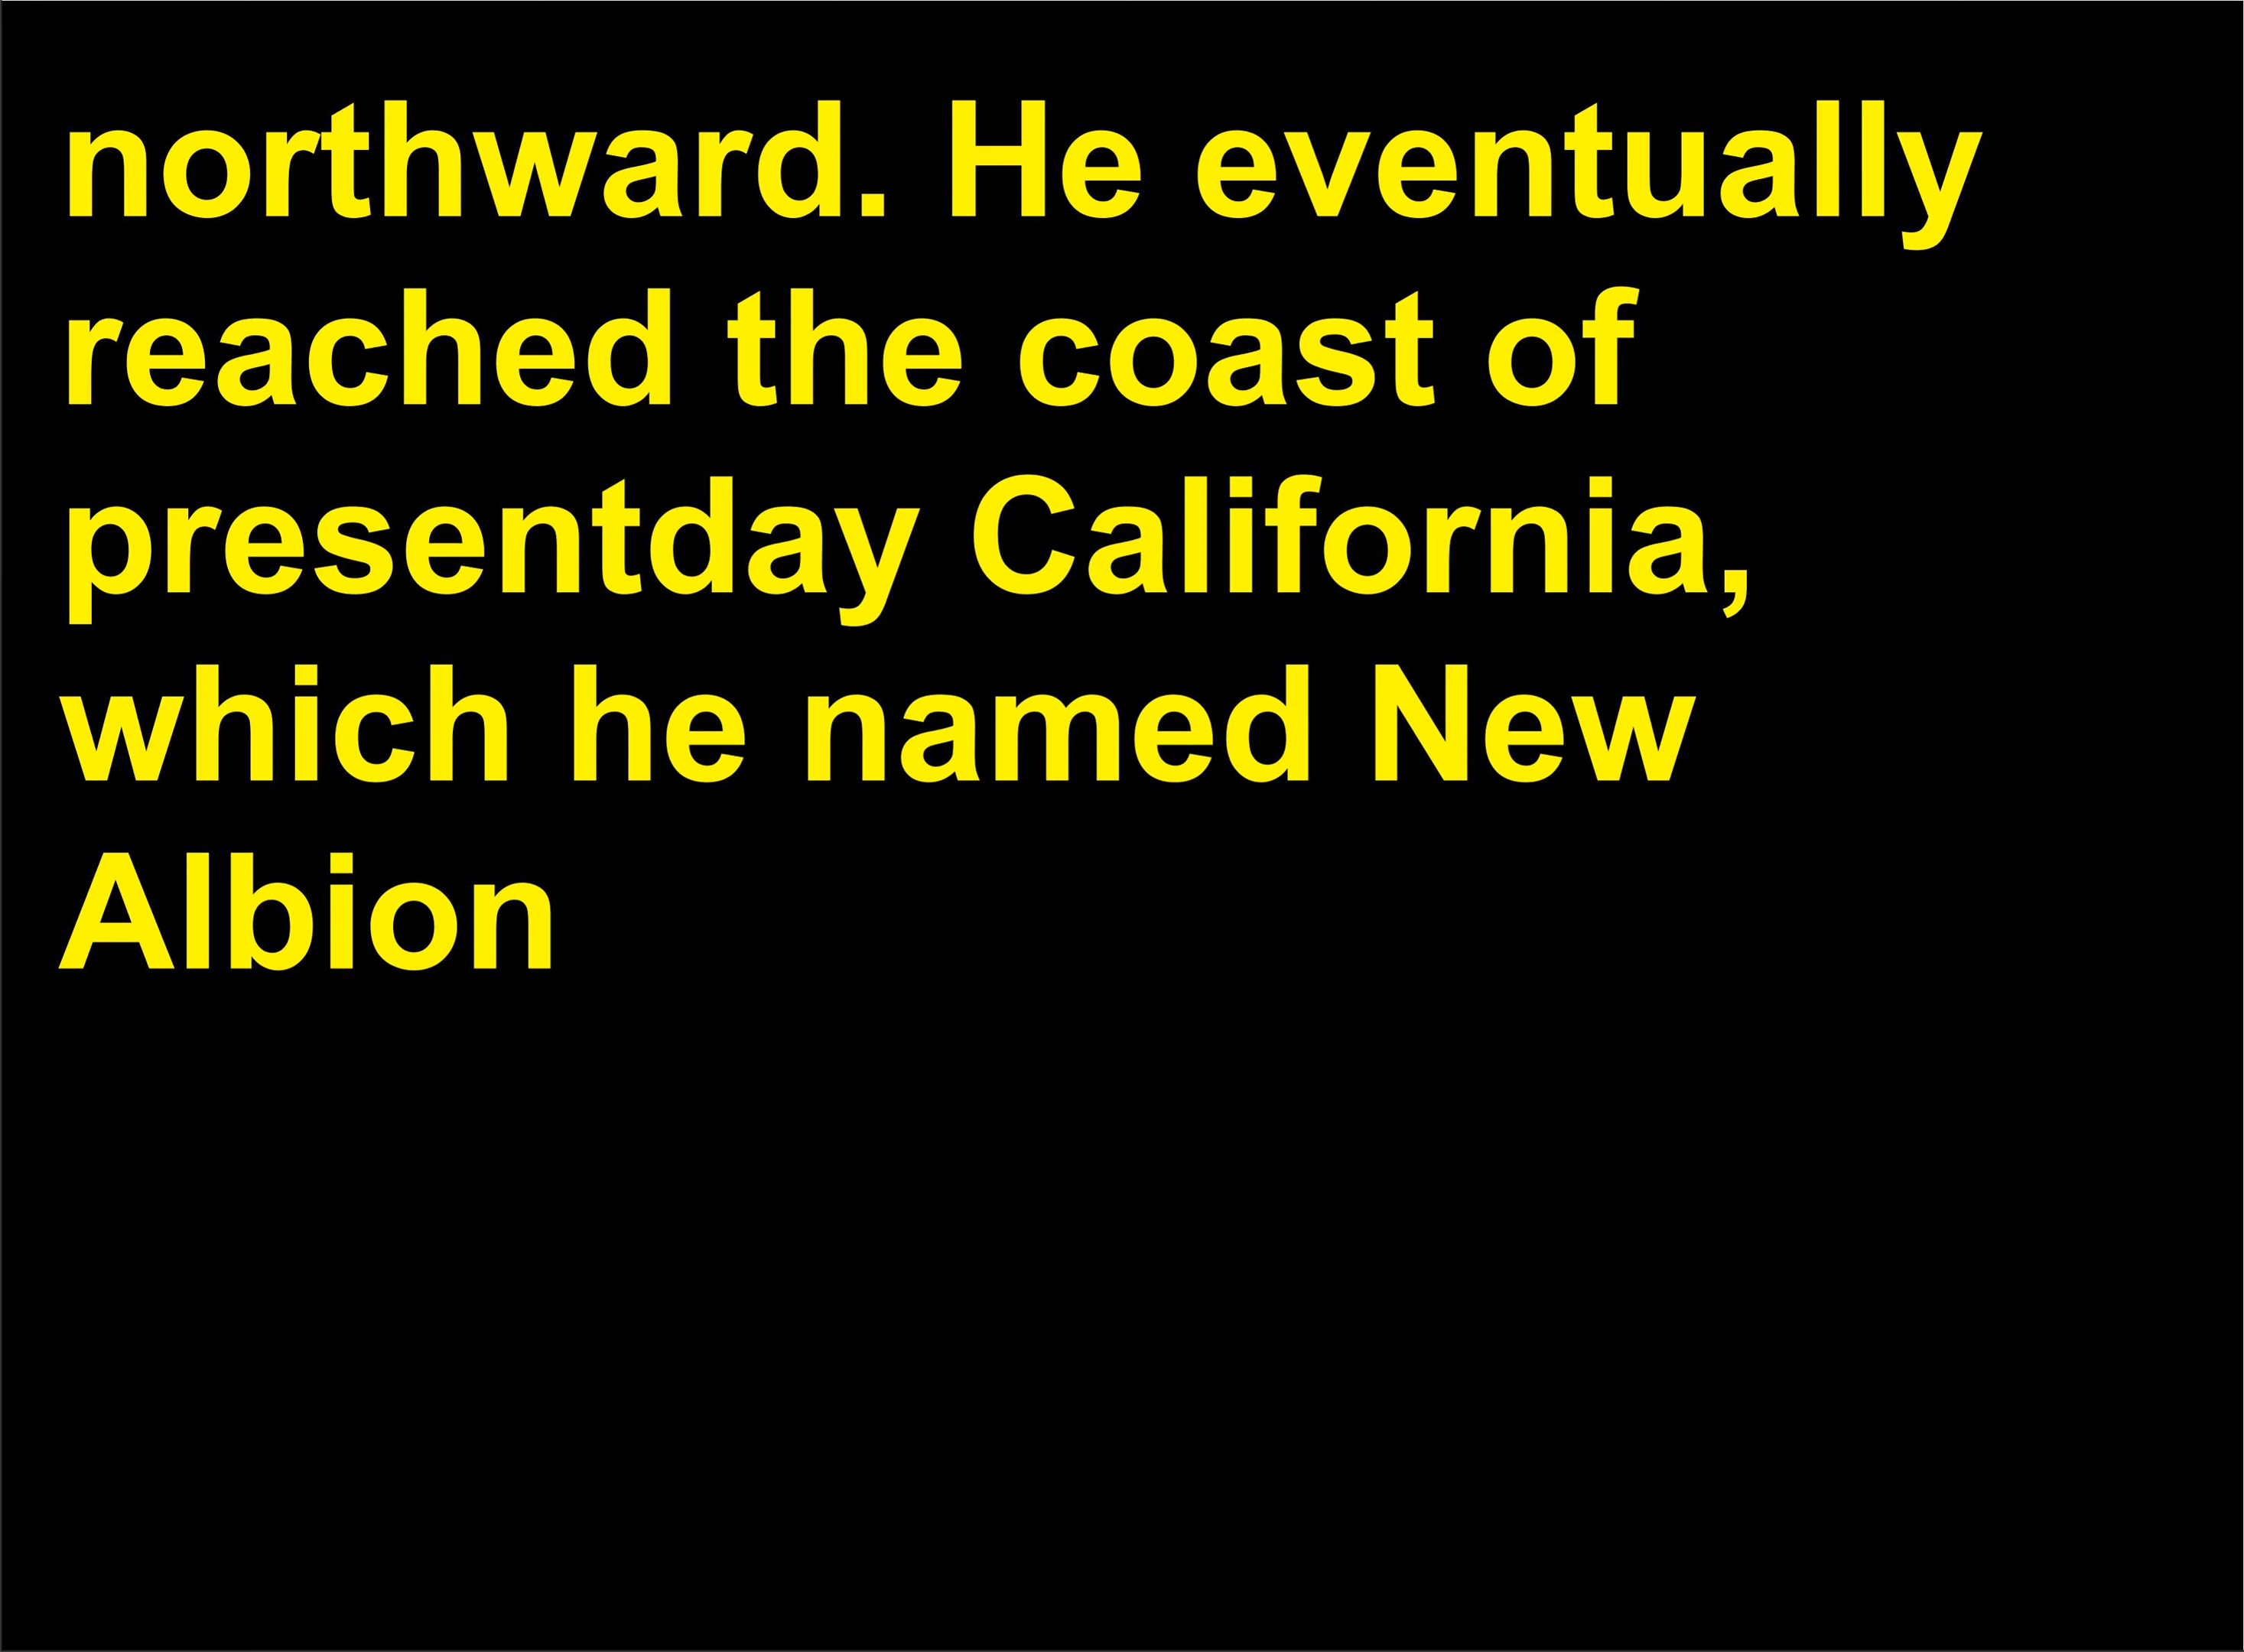 northward. He eventually
reached the coast of
presentday California,
which he named New
Albion